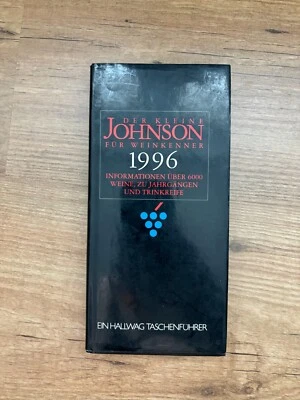 DER KLEINE
JOHNSON
FÜR WEINKENNER
1996
INFORMATIONEN ÜBER 6000
WEINE, ZU JAHRGÄNGEN
UND TRINKREIFE
EIN HALLWAG TASCHENFÜHRER